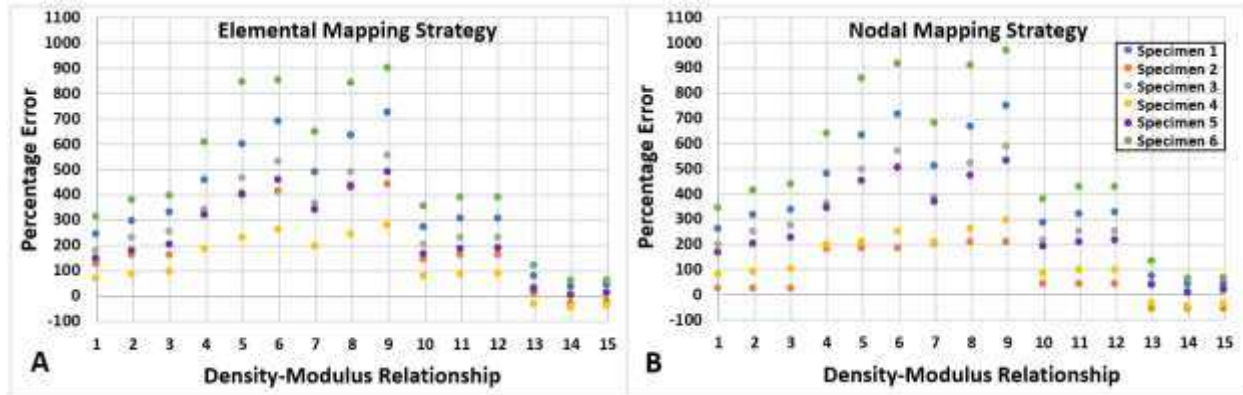 Elemental Mapping Strategy
Percentage Error
1100
1000
900
800
700
600
500
400
300
200
100
0
-100
1 2 3 4 5 6 7 8 9 10 11 12 13 14 15
A
Density-Modulus Relationship
Nodal Mapping Strategy
Percentage Error
1100
1000
900
800
700
600
500
400
300
200
100
0
-100
Specimen 1
Specimen 2
Specimen 3
Specimen 4
Specimen 5
Specimen 6
1 2 3 4 5 6 7 8 9 10 11 12 13 14 15
B
Density-Modulus Relationship